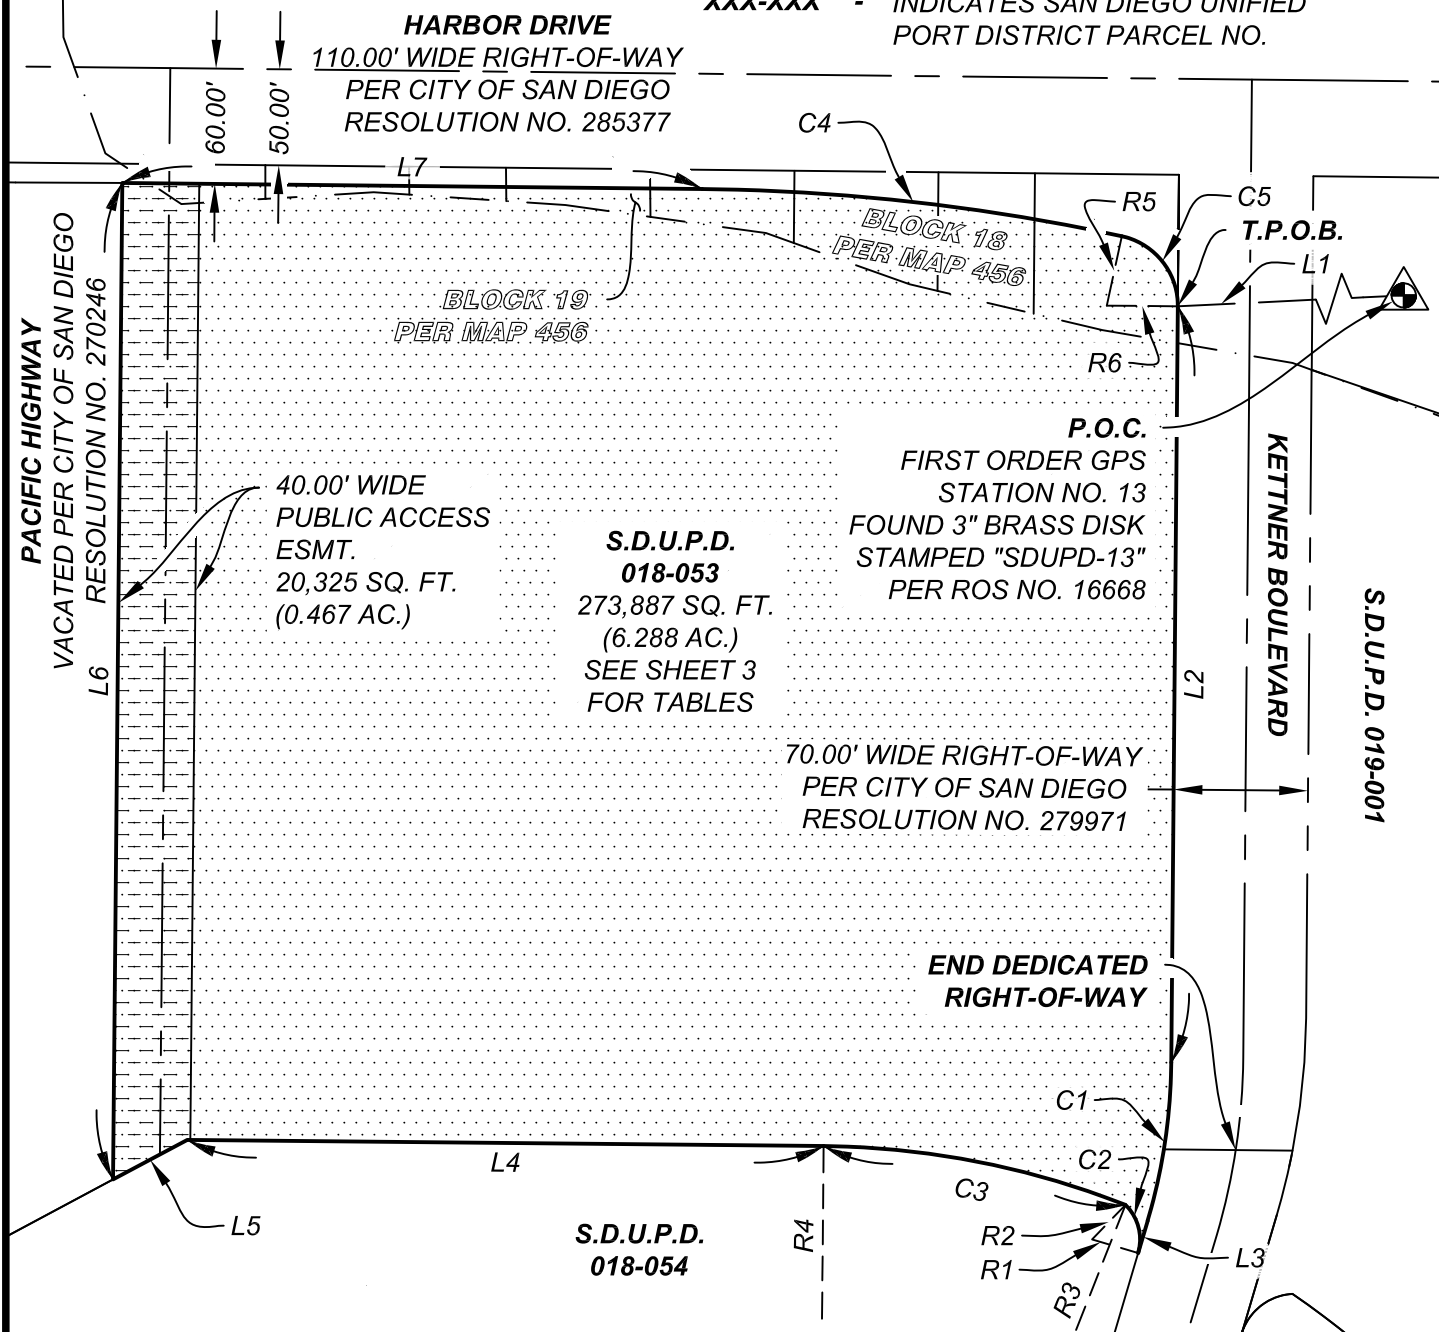 XXX-XXX - INDICATES SAN DIEGO UNIFIED
PORT DISTRICT PARCEL NO.
HARBOR DRIVE
110.00' WIDE RIGHT-OF-WAY
PER CITY OF SAN DIEGO
RESOLUTION NO. 285377
60.00'
50.00'
L7
C4
R5
C5
T.P.O.B.
L1
BLOCK 18
PER MAP 456
BLOCK 19
PER MAP 456
R6
PACIFIC HIGHWAY
VACATED PER CITY OF SAN DIEGO
RESOLUTION NO. 270246
L6
40.00' WIDE
PUBLIC ACCESS
ESMT.
20,325 SQ. FT.
(0.467 AC.)
S.D.U.P.D.
018-053
273,887 SQ. FT.
(6.288 AC.)
SEE SHEET 3
FOR TABLES
P.O.C.
FIRST ORDER GPS
STATION NO. 13
FOUND 3" BRASS DISK
STAMPED "SDUPD-13"
PER ROS NO. 16668
KETTNER BOULEVARD
S.D.U.P.D. 019-001
L2
70.00' WIDE RIGHT-OF-WAY
PER CITY OF SAN DIEGO
RESOLUTION NO. 279971
END DEDICATED
RIGHT-OF-WAY
C1
C2
L4
C3
L5
S.D.U.P.D.
018-054
R4
R2
R1
R3
L3